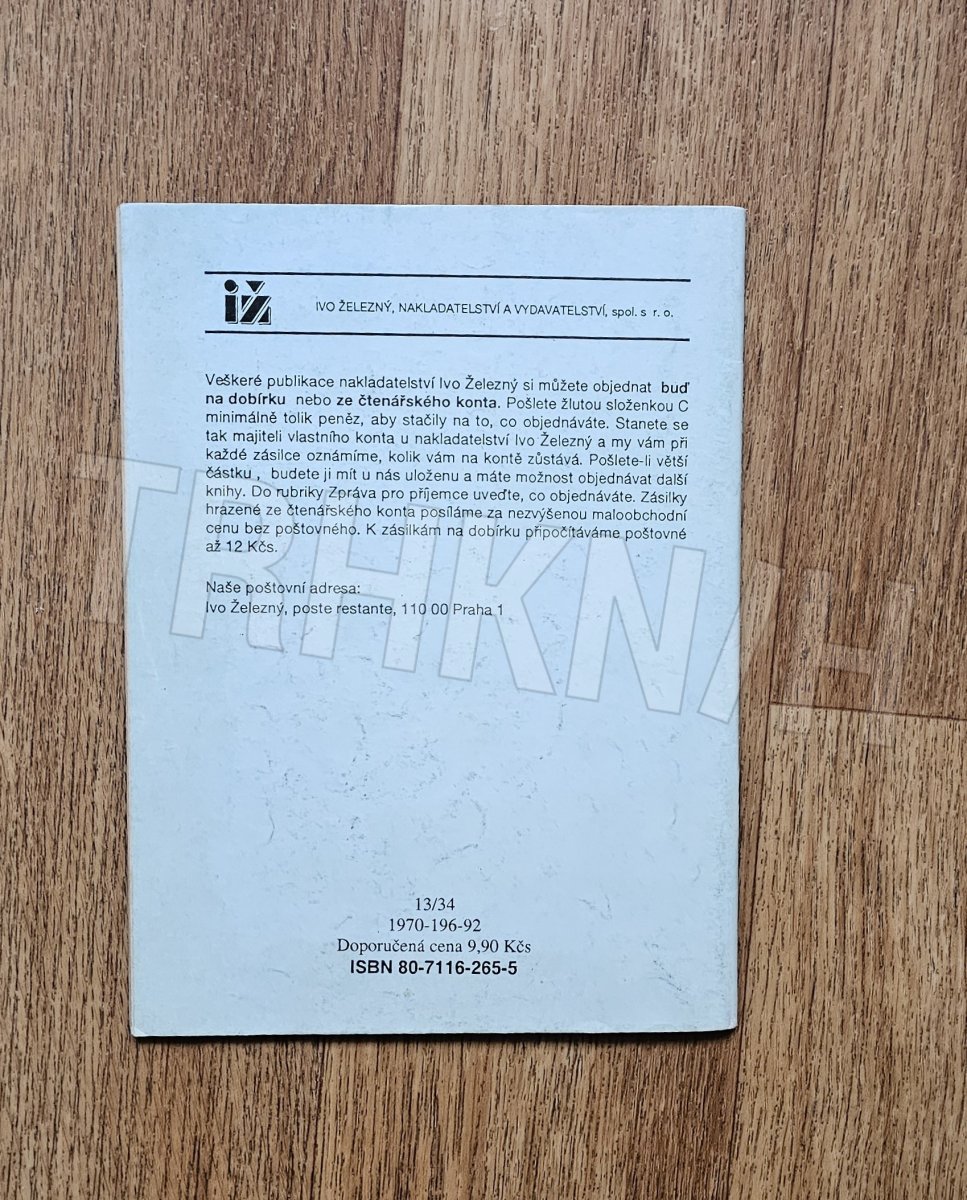 iž
IVO ŽELEZNÝ, NAKLADATELSTVÍ A VYDAVATELSTVÍ, spol. s r. o.
Veškeré publikace nakladatelství Ivo Železný si můžete objednat buď
na dobírku nebo ze čtenářského konta. Pošlete žlutou složenkou C
minimálně tolik peněz, aby stačily na to, co objednáváte. Stanete se
tak majiteli vlastního konta u nakladatelství Ivo Železný a my vám při
každé zásilce oznámíme, kolik vám na kontě zůstává. Pošlete-li větší
částku , budete ji mít u nás uloženu a máte možnost objednávat další
knihy. Do rubriky Zpráva pro příjemce uveďte, co objednáváte. Zásilky
hrazené ze čtenářského konta posíláme za nezvýšenou maloobchodní
cenu bez poštovného. K zásilkám na dobírku připočítáváme poštovné
až 12 Kčs.
Naše poštovní adresa:
Ivo Železný, poste restante, 110 00 Praha 1
TRHKNIH
13/34
1970-196-92
Doporučená cena 9,90 Kčs
ISBN 80-7116-265-5